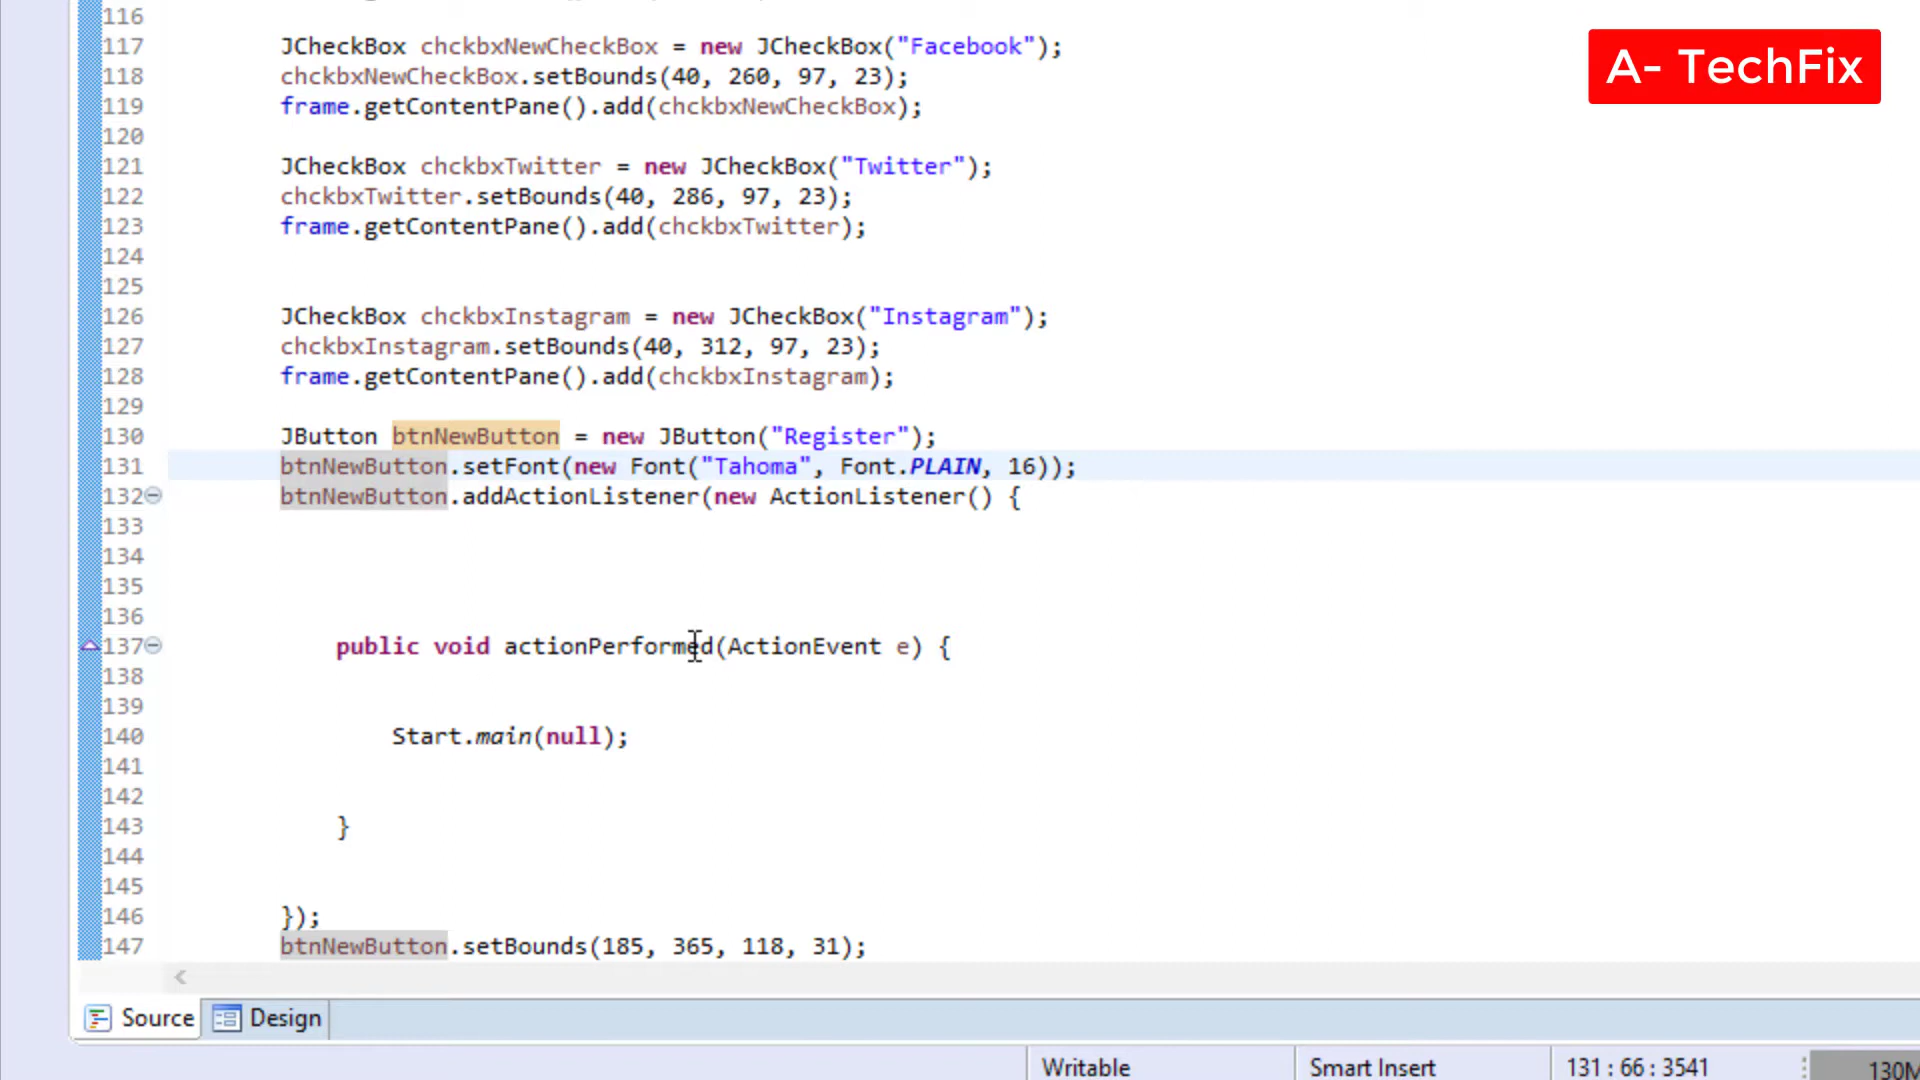 116
A- TechFix
117 JCheckBox chckbxNewCheckBox = new JCheckBox("Facebook");
118 chckbxNewCheckBox.setBounds(40, 260, 97, 23);
119 frame.getContentPane().add(chckbxNewCheckBox);
120
121 JCheckBox chckbxTwitter = new JCheckBox("Twitter");
122 chckbxTwitter.setBounds(40, 286, 97, 23);
123 frame.getContentPane().add(chckbxTwitter);
124
125
126 JCheckBox chckbxInstagram = new JCheckBox("Instagram");
127 chckbxInstagram.setBounds(40, 312, 97, 23);
128 frame.getContentPane().add(chckbxInstagram);
129
130 JButton btnNewButton = new JButton("Register");
131 btnNewButton.setFont(new Font("Tahoma", Font.PLAIN, 16));
132 btnNewButton.addActionListener(new ActionListener() {
133
134
135
136
137 public void actionPerformed(ActionEvent e) {
138
139
140 Start.main(null);
141
142
143 }
144
145
146 });
147 btnNewButton.setBounds(185, 365, 118, 31);
Source Design
Writable Smart Insert 131 : 66 : 3541 130M